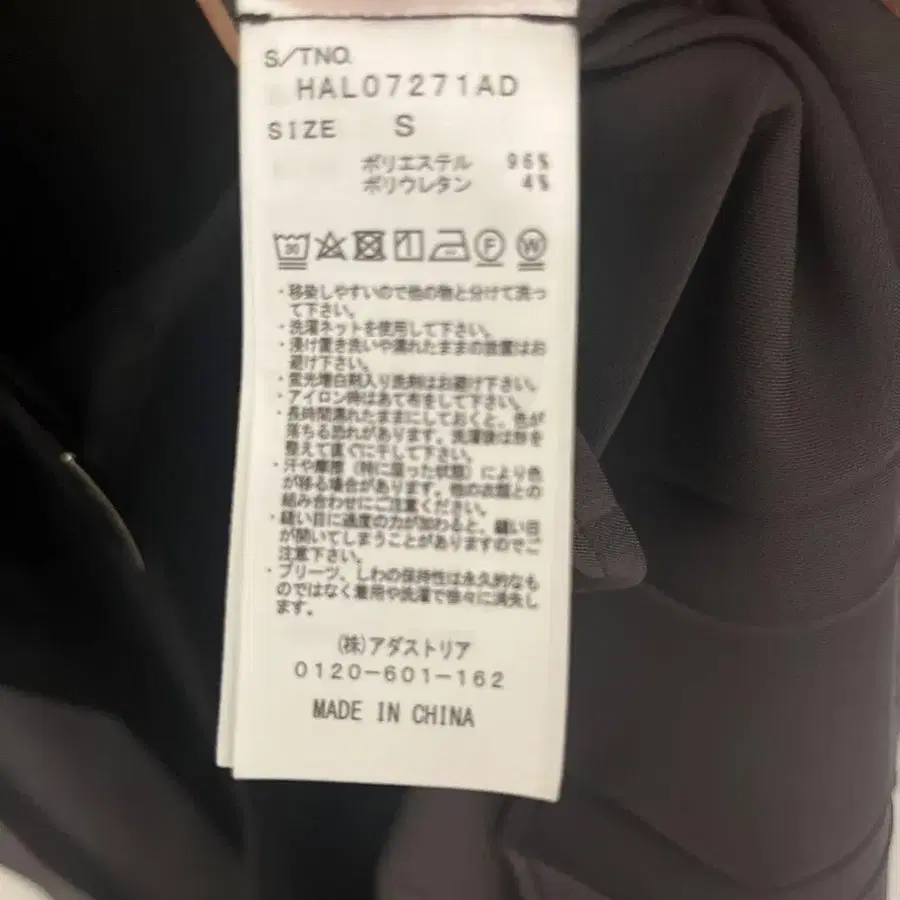 S/TNO.
HAL07271AD
SIZE S
ポリエステル 96%
ポリウレタン 4%
30
F W
・移染しやすいので他の物と分けて洗っ
て下さい。
・洗濯ネットを使用して下さい。
・浸け置き洗いや濡れたままの放置はお
避け下さい。
・蛍光増白剤入り洗剤はお避け下さい。
・アイロン時はあて布をして下さい。
・長時間濡れたままにしておくと、色が
落ちる恐れがあります。洗濯後は形を
整えて直ぐに干して下さい。
・汗や摩擦（特に湿った状態）により色
が移る場合があります。他の衣類との
組み合わせにご注意ください。
・縫い目に過度の力が加わると、縫い目
が開いてしまうことがありますのでご
注意下さい。
・プリーツ、しわの保持性は永久的なも
のではなく着用や洗濯で徐々に消失し
ます。
(株)アダストリア
0120-601-162
MADE IN CHINA